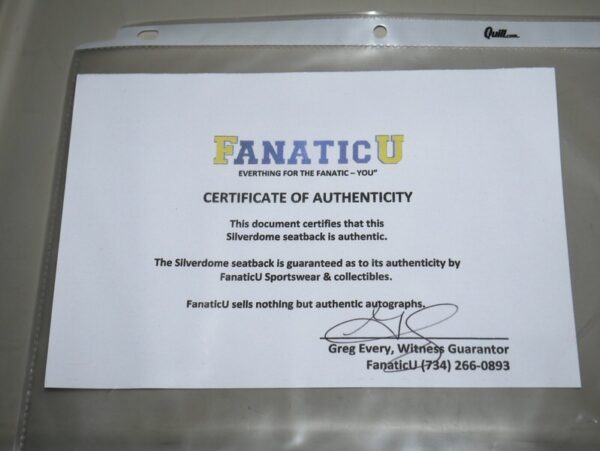 Quill.com
FANATICU
EVERTHING FOR THE FANATIC – YOU"
CERTIFICATE OF AUTHENTICITY
This document certifies that this
Silverdome seatback is authentic.
The Silverdome seatback is guaranteed as to its authenticity by
FanaticU Sportswear & collectibles.
FanaticU sells nothing but authentic autographs.
Greg Every, Witness Guarantor
FanaticU (734) 266-0893